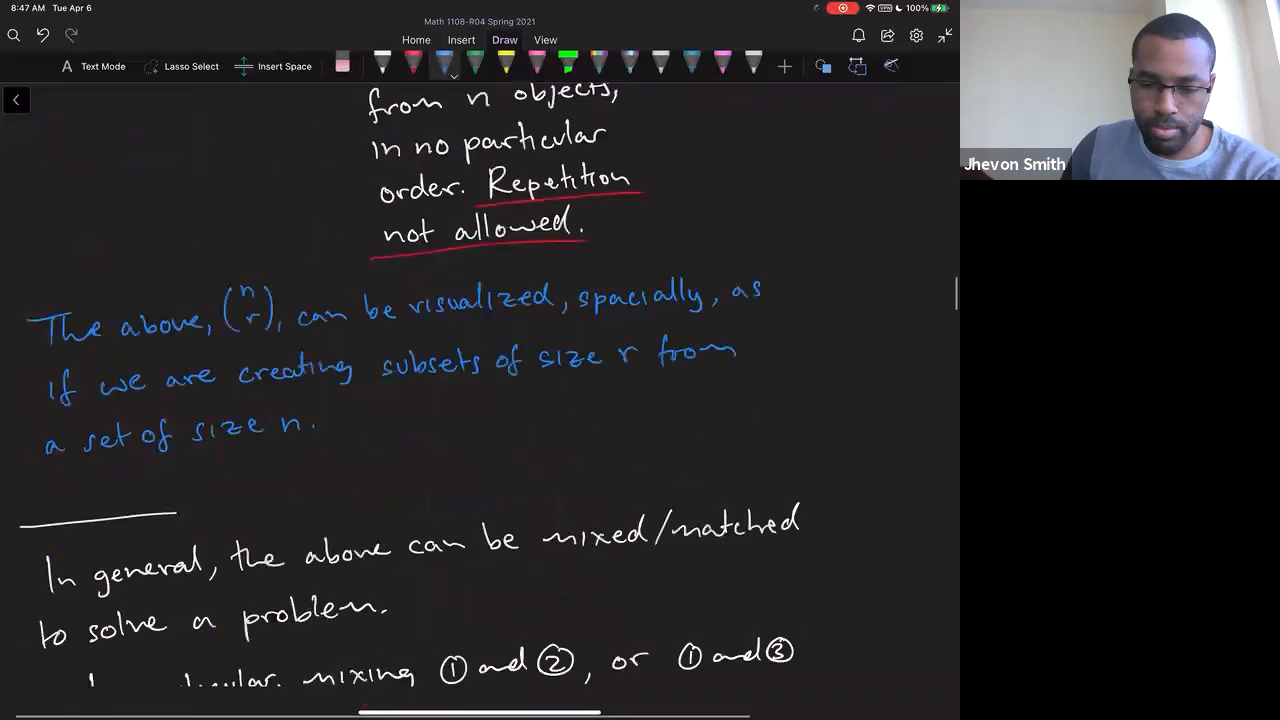 8:47 AM Tue Apr 6
100%
Math 1108-R04 Spring 2021
Home Insert Draw View
Text Mode Lasso Select Insert Space
from n objects,
in no particular
order. Repetition
not allowed.
The above, (n r), can be visualized, spacially, as
if we are creating subsets of size r from
a set of size n.
In general, the above can be mixed/matched
to solve a problem.
mixing ① and ②, or ① and ③
Jhevon Smith